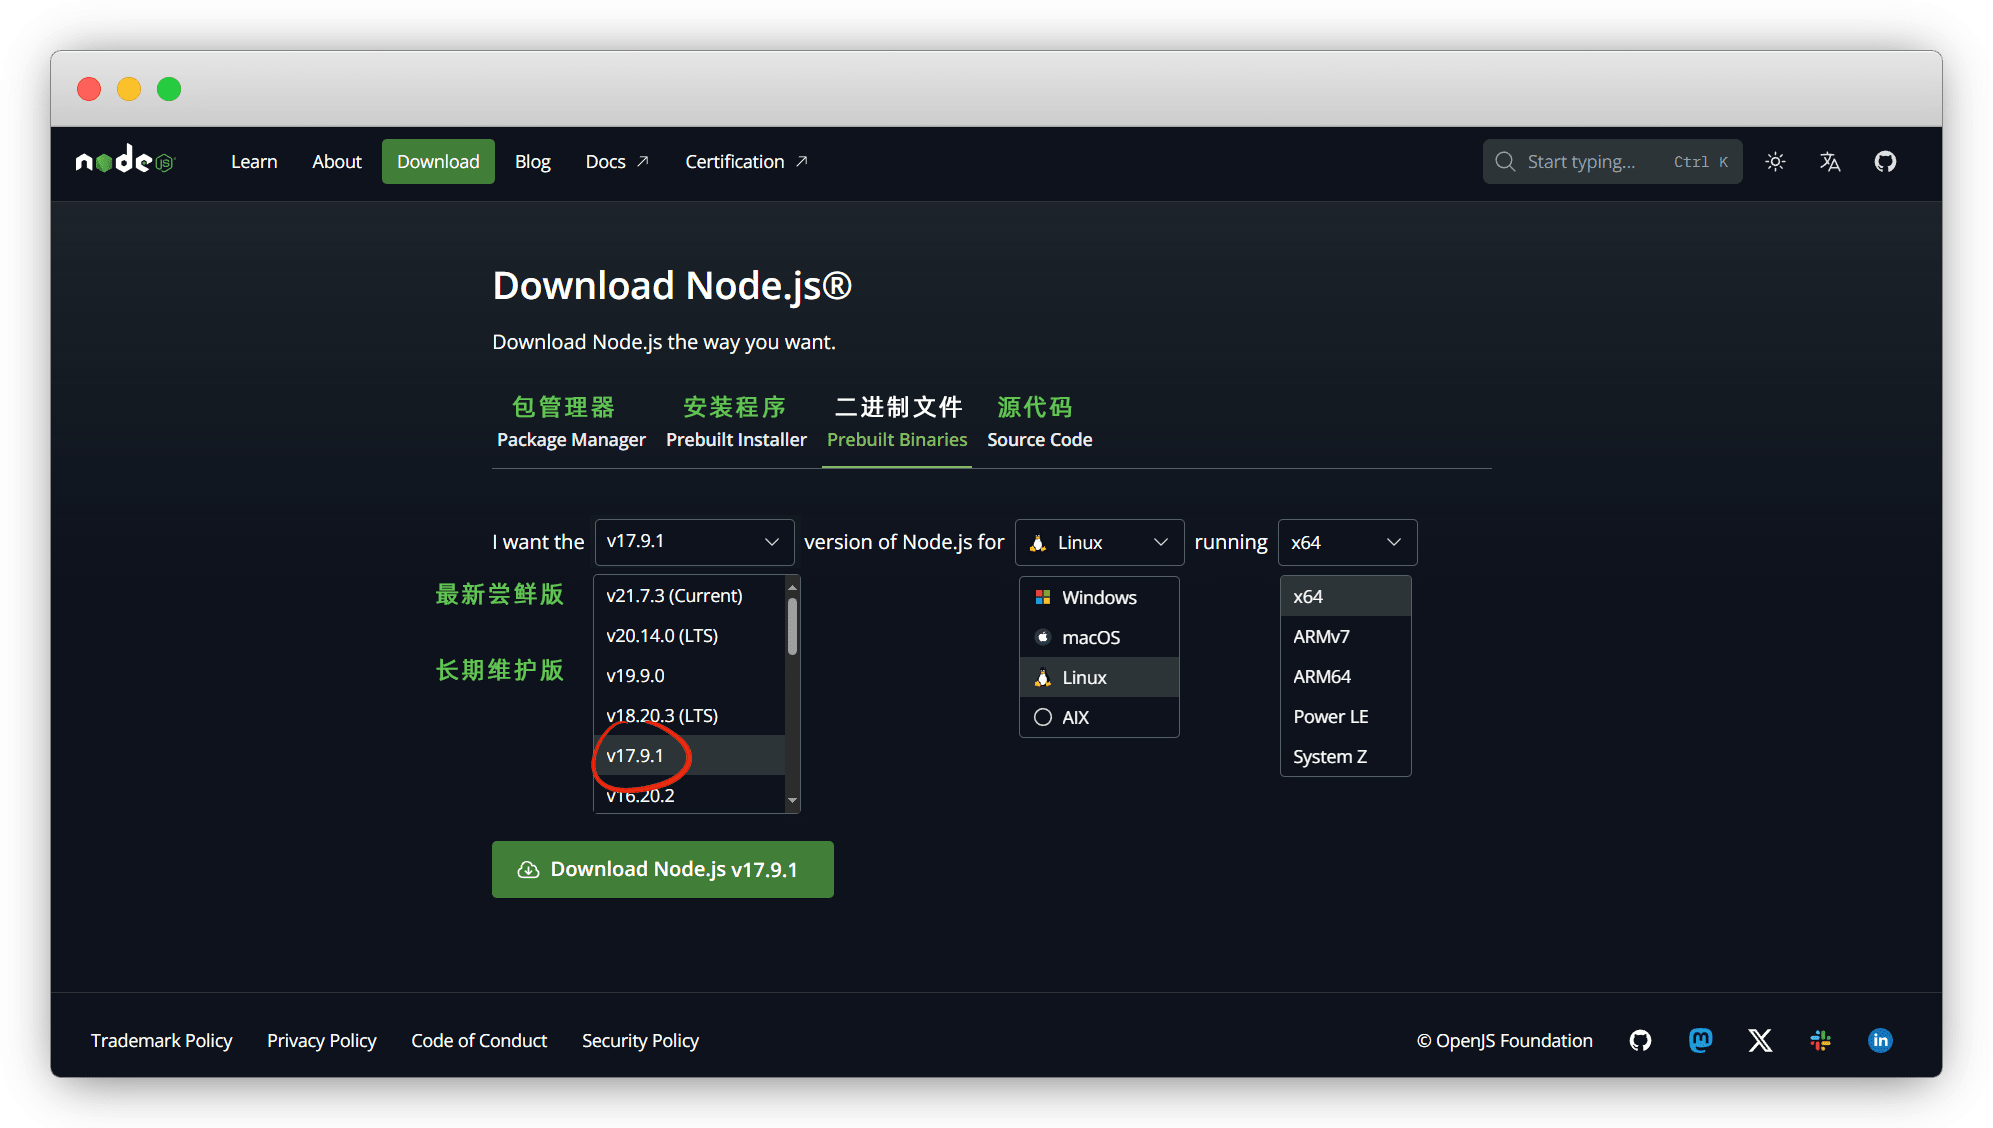 node JS
Learn About Download Blog Docs Certification Start typing... Ctrl K
Download Node.js®
Download Node.js the way you want.
包管理器 安装程序 二进制文件 源代码
Package Manager Prebuilt Installer Prebuilt Binaries Source Code
I want the v17.9.1 version of Node.js for Linux running x64
最新尝鲜版
长期维护版
v21.7.3 (Current)
v20.14.0 (LTS)
v19.9.0
v18.20.3 (LTS)
v17.9.1
v16.20.2
Windows
macOS
Linux
AIX
x64
ARMv7
ARM64
Power LE
System Z
Download Node.js v17.9.1
Trademark Policy Privacy Policy Code of Conduct Security Policy © OpenJS Foundation